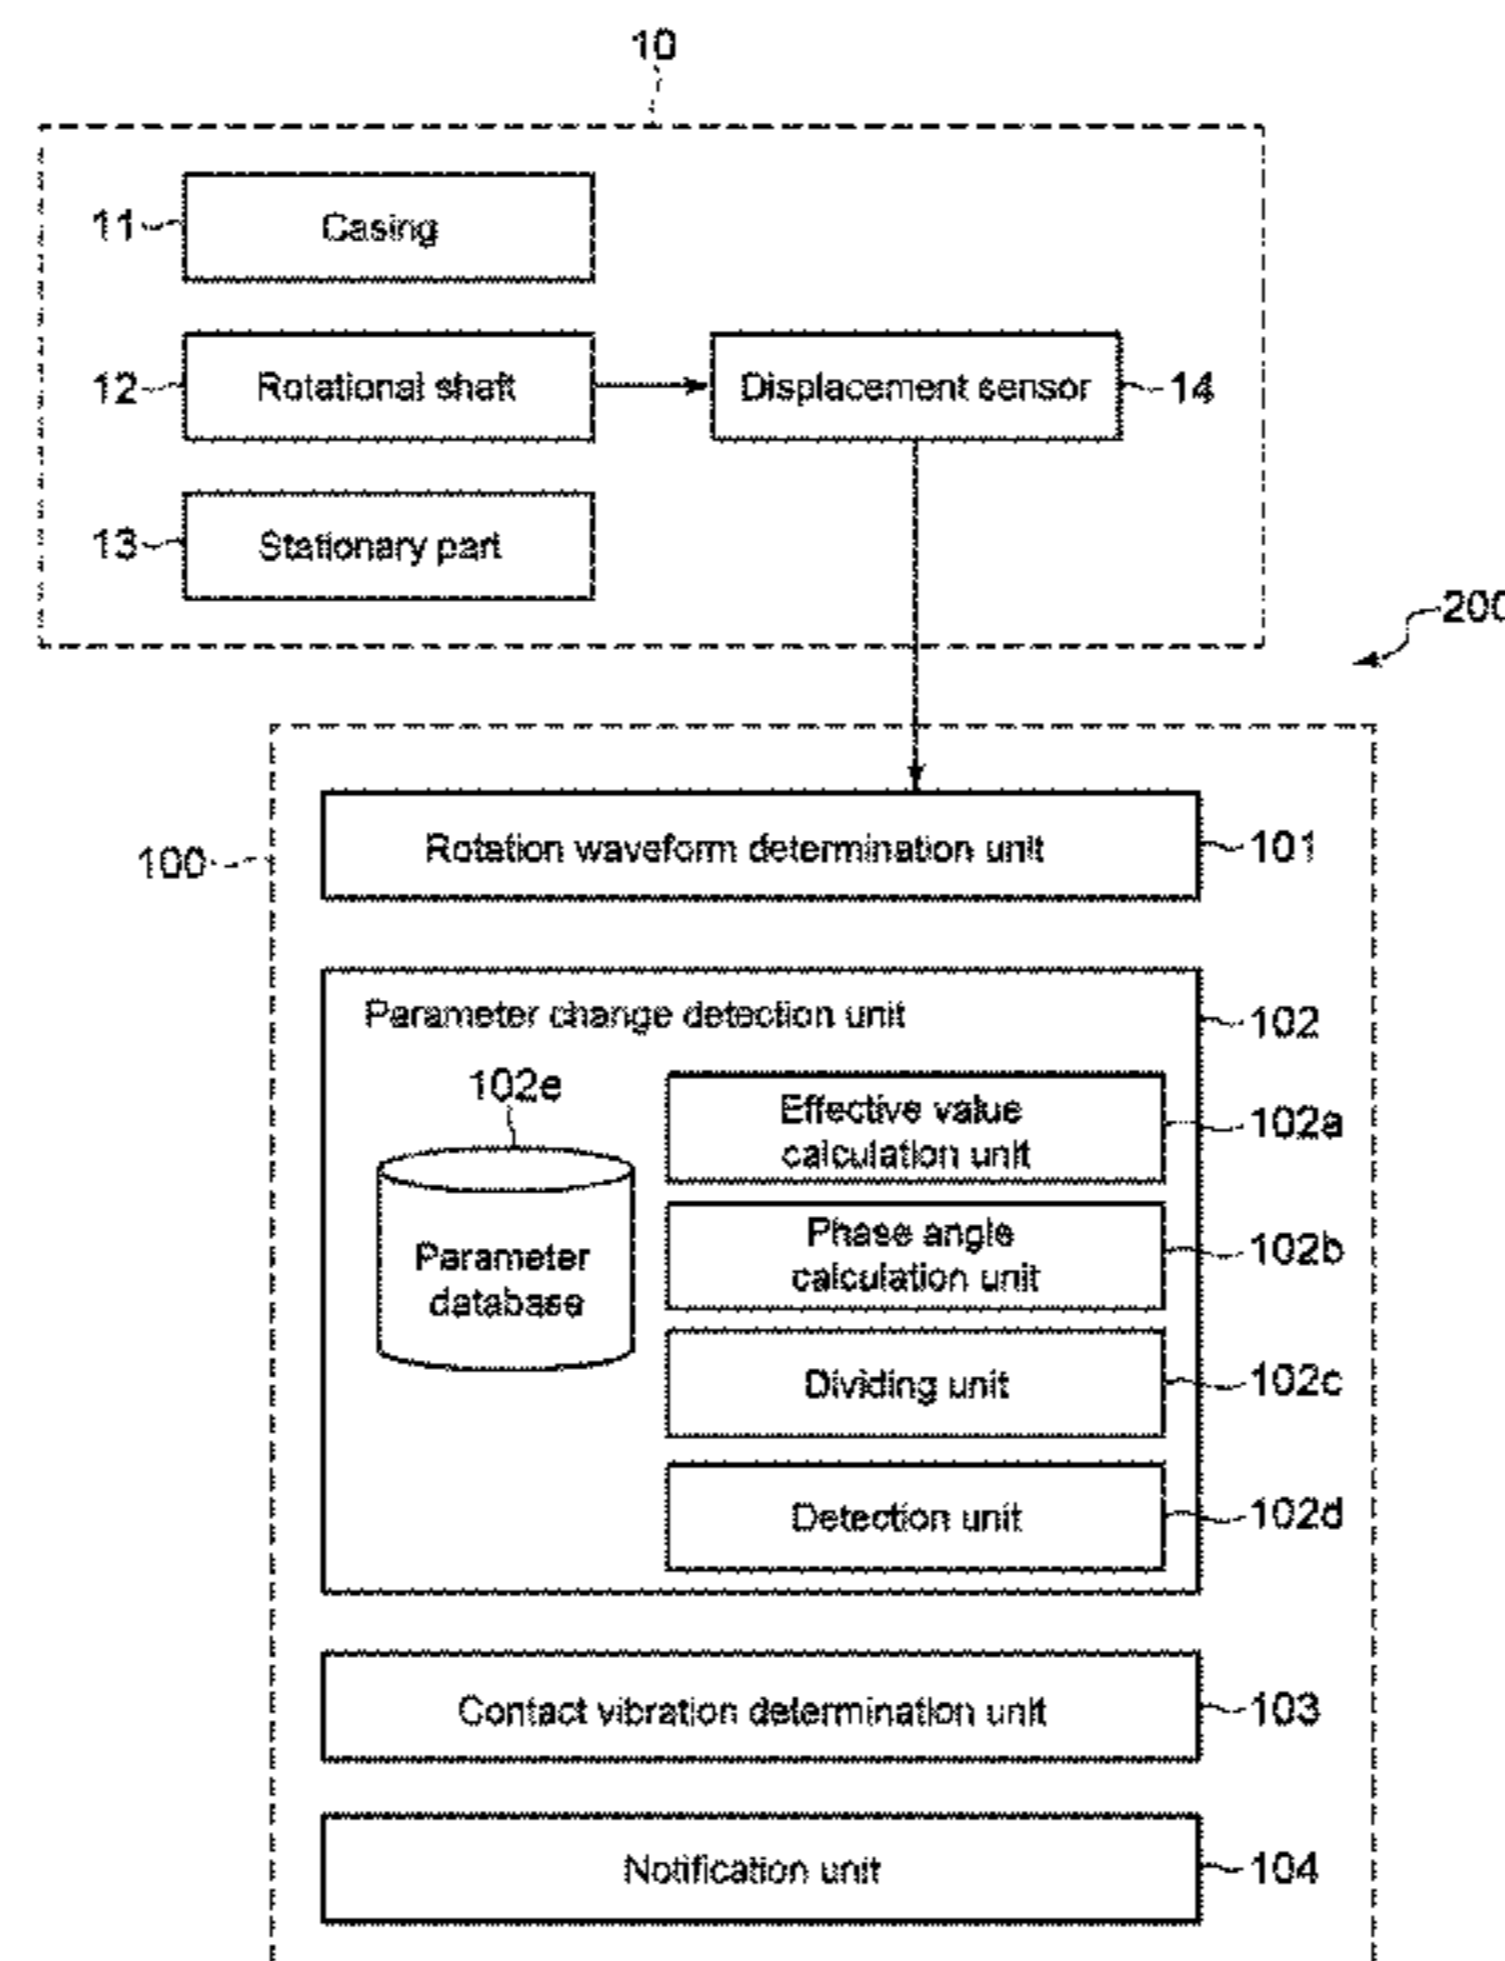 10
11
Casing
12
Rotational shaft
Displacement sensor
14
13
Stationary part
200
100
Rotation waveform determination unit
101
Parameter change detection unit
102
102e
Parameter
database
Effective value
calculation unit
102a
Phase angle
calculation unit
102b
Dividing unit
102c
Detection unit
102d
Contact vibration determination unit
103
Notification unit
104